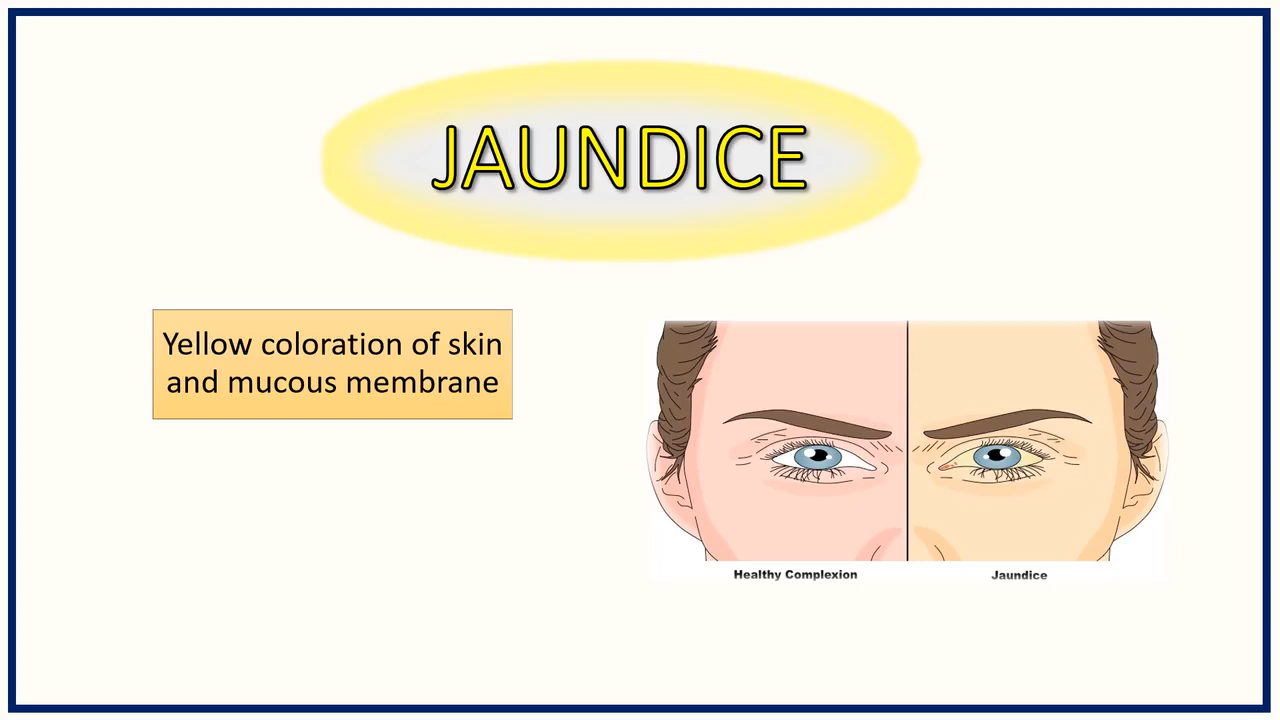 JAUNDICE
Yellow coloration of skin
and mucous membrane
Healthy Complexion
Jaundice